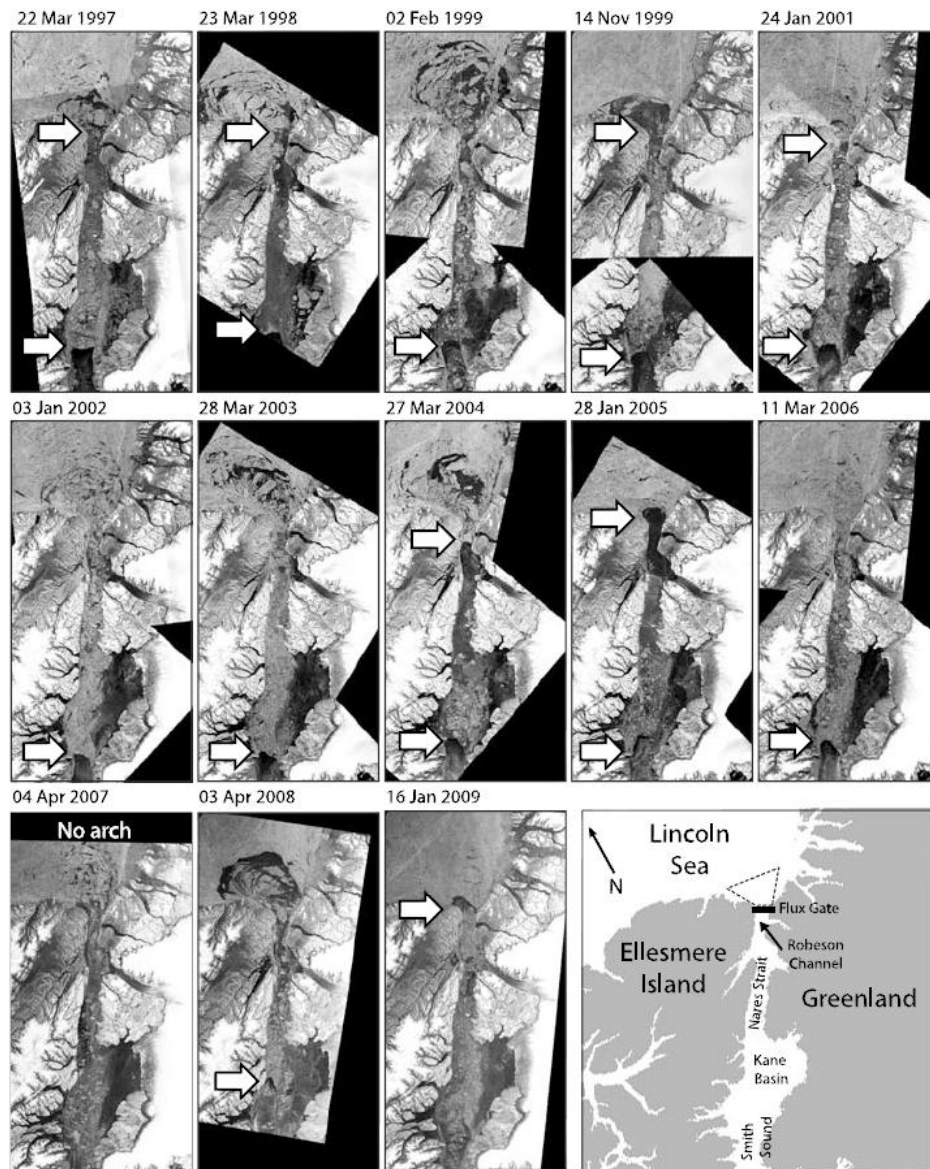 22 Mar 1997
23 Mar 1998
02 Feb 1999
14 Nov 1999
24 Jan 2001
03 Jan 2002
28 Mar 2003
27 Mar 2004
28 Jan 2005
11 Mar 2006
04 Apr 2007
03 Apr 2008
16 Jan 2009
No arch
Lincoln
Sea
N
Flux Gate
Ellesmere
Island
Robeson
Channel
Nares Strait
Greenland
Kane
Basin
Smith
Sound